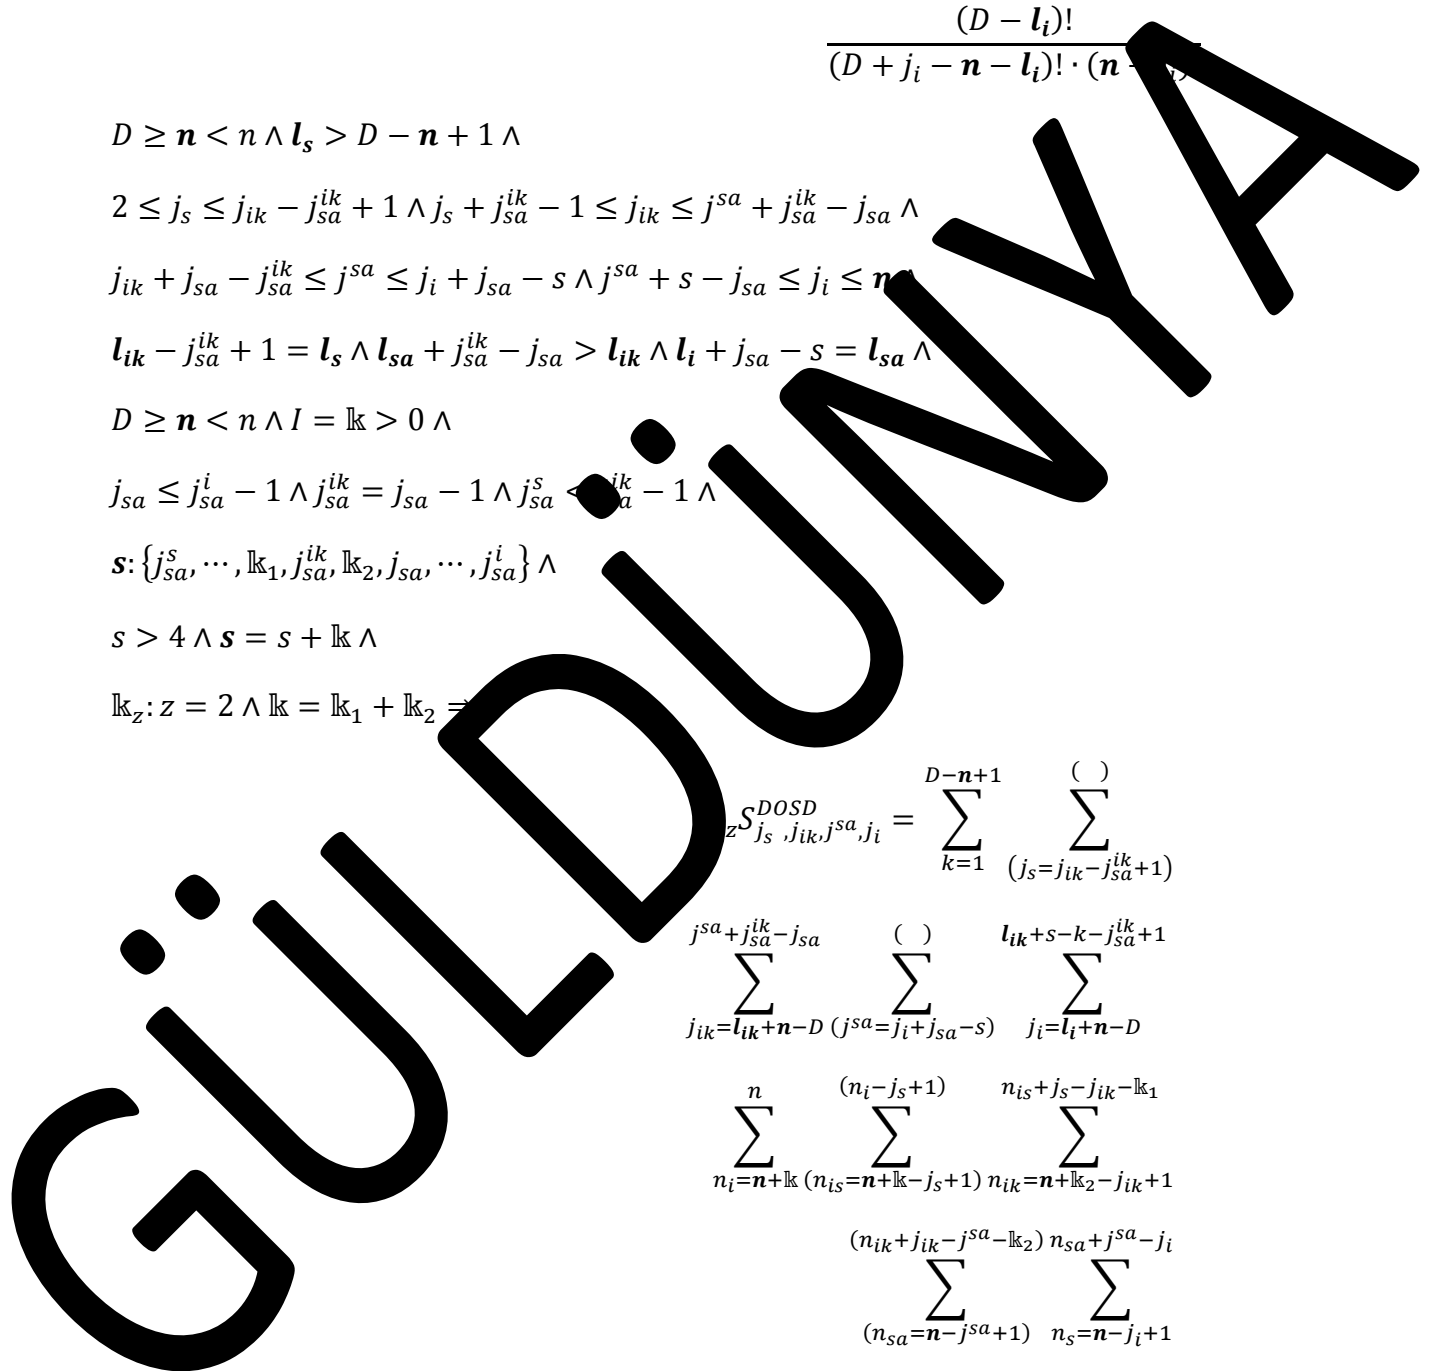 (D − l_i)!
(D + j_i − n − l_i)! · (n
D ≥ n < n ∧ l_s > D − n + 1 ∧
2 ≤ j_s ≤ j_ik − j_sa^ik + 1 ∧ j_s + j_sa^ik − 1 ≤ j_ik ≤ j^sa + j_sa^ik − j_sa ∧
j_ik + j_sa − j_sa^ik ≤ j^sa ≤ j_i + j_sa − s ∧ j^sa + s − j_sa ≤ j_i ≤ n ∧
l_ik − j_sa^ik + 1 = l_s ∧ l_sa + j_sa^ik − j_sa > l_ik ∧ l_i + j_sa − s = l_sa ∧
D ≥ n < n ∧ I = 𝕜 > 0 ∧
j_sa ≤ j_sa^i − 1 ∧ j_sa^ik = j_sa − 1 ∧ j_sa^s − 1 ∧
s: {j_sa^s, ⋯ , 𝕜_1, j_sa^ik, 𝕜_2, j_sa, ⋯ , j_sa^i} ∧
s > 4 ∧ s = s + 𝕜 ∧
𝕜_z: z = 2 ∧ 𝕜 = 𝕜_1 + 𝕜_2 ⇒
GÜLDÜNYA
_z S_{j_s ,j_ik,j^sa,j_i}^{DOSD} = ∑_{k=1}^{D−n+1} ∑_{(j_s=j_ik−j_sa^ik+1)}^{( )}
∑_{j_ik=l_ik+n−D}^{j^sa+j_sa^ik−j_sa} ∑_{(j^sa=j_i+j_sa−s)}^{( )} ∑_{j_i=l_i+n−D}^{l_ik+s−k−j_sa^ik+1}
∑_{n_i=n+𝕜}^{n} ∑_{(n_is=n+𝕜−j_s+1)}^{(n_i−j_s+1)} ∑_{n_ik=n+𝕜_2−j_ik+1}^{n_is+j_s−j_ik−𝕜_1}
∑_{(n_sa=n−j^sa+1)}^{(n_ik+j_ik−j^sa−𝕜_2)} ∑_{n_s=n−j_i+1}^{n_sa+j^sa−j_i}